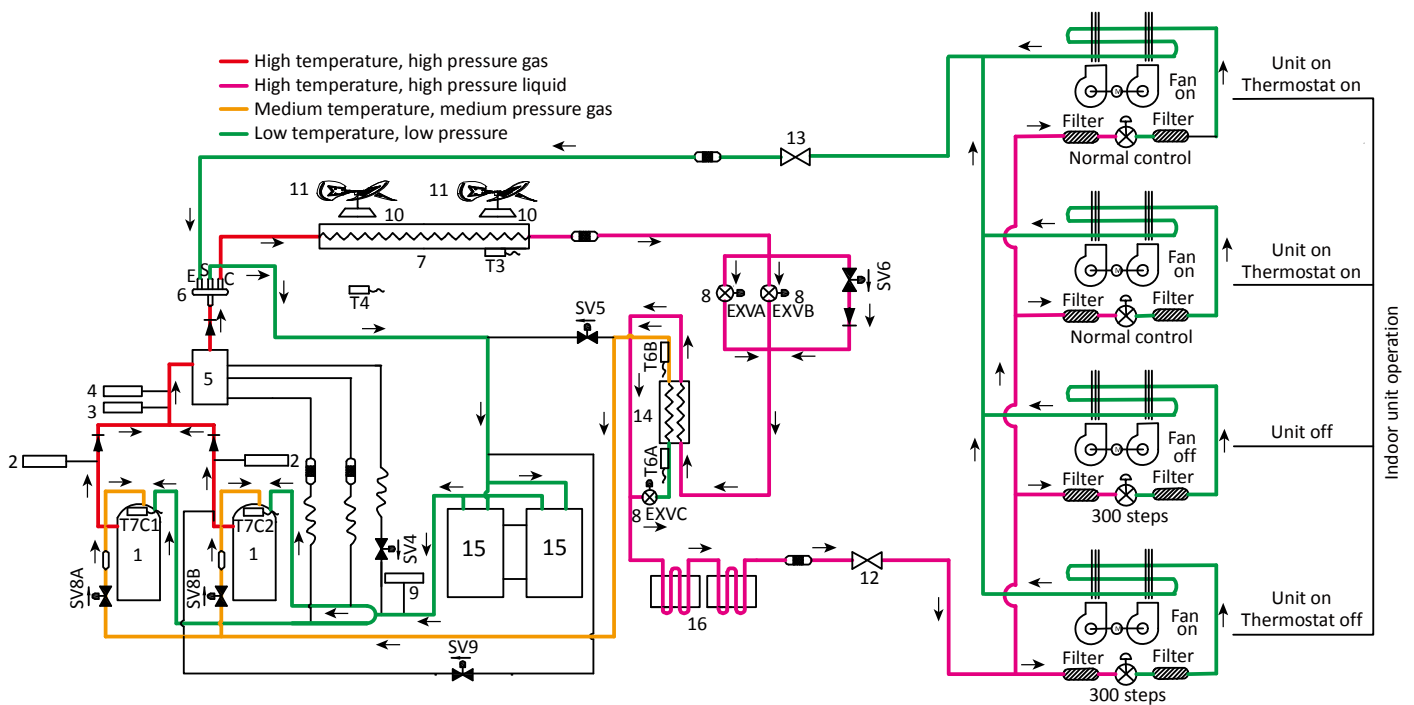 High temperature, high pressure gas
High temperature, high pressure liquid
Medium temperature, medium pressure gas
Low temperature, low pressure
13
11
11
10
10
7
T3
T4
E
S
C
6
SV5
8
EXVA
8
EXVB
SV6
T6B
14
T6A
8
EXVC
5
4
3
2
2
T7C1
T7C2
1
1
SV8A
SV8B
SV4
9
15
15
SV9
16
12
M
Fan
on
Filter
Filter
Normal control
Unit on
Thermostat on
M
Fan
on
Filter
Filter
Normal control
Unit on
Thermostat on
M
Fan
off
Filter
Filter
300 steps
Unit off
M
Fan
on
Filter
Filter
300 steps
Unit on
Thermostat off
Indoor unit operation